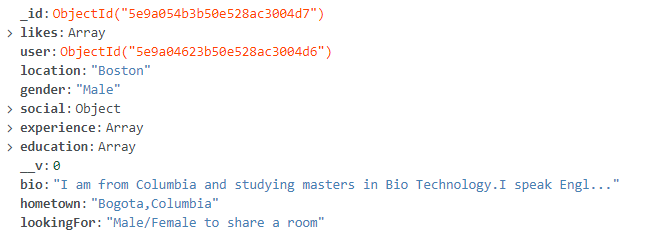 _id: ObjectId("5e9a054b3b50e528ac3004d7")
> likes: Array
user: ObjectId("5e9a04623b50e528ac3004d6")
location: "Boston"
gender: "Male"
> social: Object
> experience: Array
> education: Array
__v: 0
bio: "I am from Columbia and studying masters in Bio Technology.I speak Engl..."
hometown: "Bogota,Columbia"
lookingFor: "Male/Female to share a room"